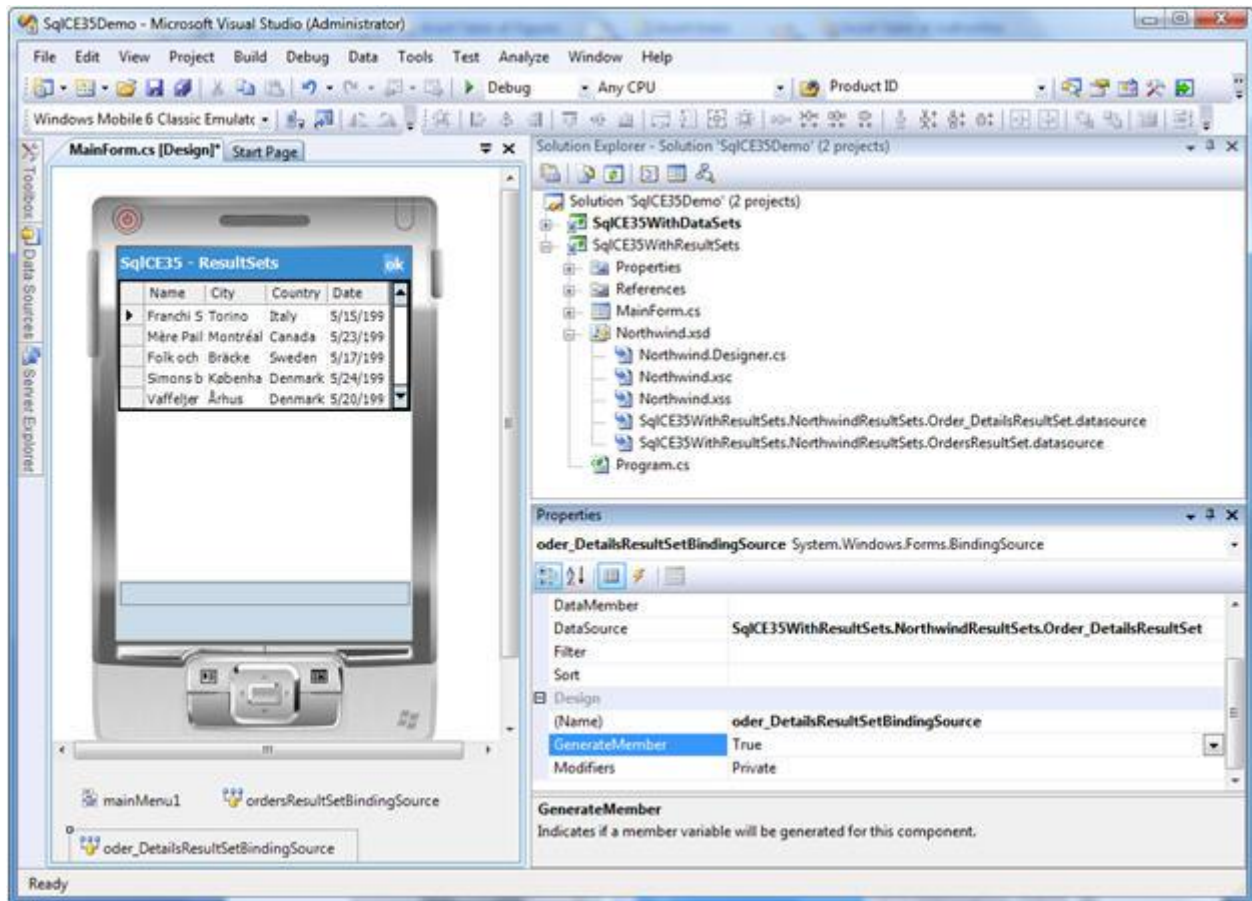 SqlCE35Demo - Microsoft Visual Studio (Administrator)
File Edit View Project Build Debug Data Tools Test Analyze Window Help
Debug Any CPU Product ID
Windows Mobile 6 Classic Emulatc
Toolbox
Data Sources
Server Explorer
MainForm.cs [Design]* Start Page
SqlCE35 - ResultSets ok
Name City Country Date
Franchi S Torino Italy 5/15/199
Mère Pail Montréal Canada 5/23/199
Folk och Bräcke Sweden 5/17/199
Simons b Københa Denmark 5/24/199
Vaffeljer Århus Denmark 5/20/199
mainMenu1 ordersResultSetBindingSource
oder_DetailsResultSetBindingSource
Solution Explorer - Solution 'SqlCE35Demo' (2 projects)
Solution 'SqlCE35Demo' (2 projects)
SqlCE35WithDataSets
SqlCE35WithResultSets
Properties
References
MainForm.cs
Northwind.xsd
Northwind.Designer.cs
Northwind.xsc
Northwind.xss
SqlCE35WithResultSets.NorthwindResultSets.Order_DetailsResultSet.datasource
SqlCE35WithResultSets.NorthwindResultSets.OrdersResultSet.datasource
Program.cs
Properties
oder_DetailsResultSetBindingSource System.Windows.Forms.BindingSource
DataMember
DataSource SqlCE35WithResultSets.NorthwindResultSets.Order_DetailsResultSet
Filter
Sort
Design
(Name) oder_DetailsResultSetBindingSource
GenerateMember True
Modifiers Private
GenerateMember
Indicates if a member variable will be generated for this component.
Ready